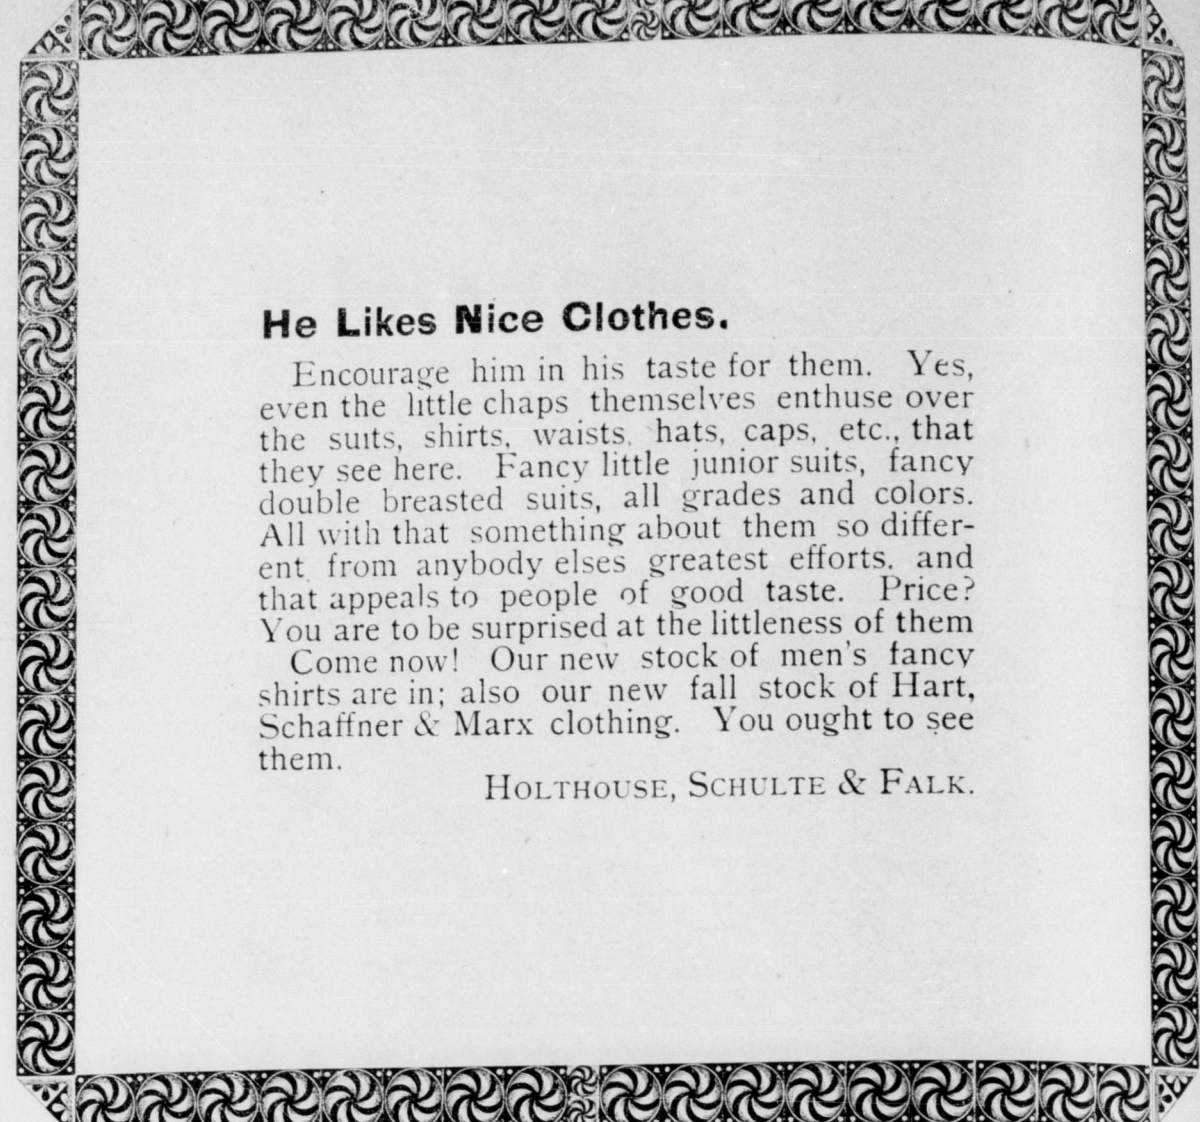 He Likes Nice Clothes.
Encourage him in his taste for them. Yes,
even the little chaps themselves enthuse over
the suits, shirts, waists, hats, caps, etc., that
they see here. Fancy little junior suits, fancy
double breasted suits, all grades and colors.
All with that something about them so differ-
ent from anybody elses greatest efforts. and
that appeals to people of good taste. Price?
You are to be surprised at the littleness of them
Come now! Our new stock of men's fancy
shirts are in; also our new fall stock of Hart,
Schaffner & Marx clothing. You ought to see
them.
HOLTHOUSE, SCHULTE & FALK.